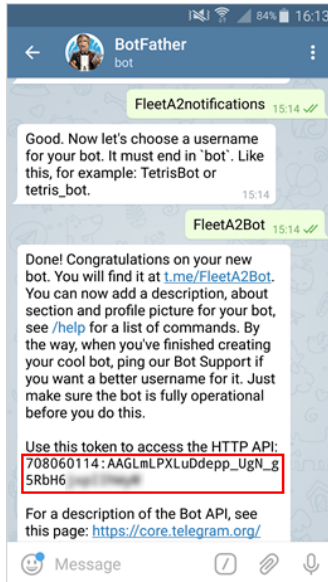 84% 16:13
BotFather
bot
FleetA2notifications 15:14
Good. Now let's choose a username
for your bot. It must end in `bot`. Like
this, for example: TetrisBot or
tetris_bot. 15:14
FleetA2Bot 15:14
Done! Congratulations on your new
bot. You will find it at t.me/FleetA2Bot.
You can now add a description, about
section and profile picture for your bot,
see /help for a list of commands. By
the way, when you've finished creating
your cool bot, ping our Bot Support if
you want a better username for it. Just
make sure the bot is fully operational
before you do this.
Use this token to access the HTTP API:
708060114:AAGLmLPXLuDdepp_UgN_g
5RbH6
For a description of the Bot API, see
this page: https://core.telegram.org/
Message